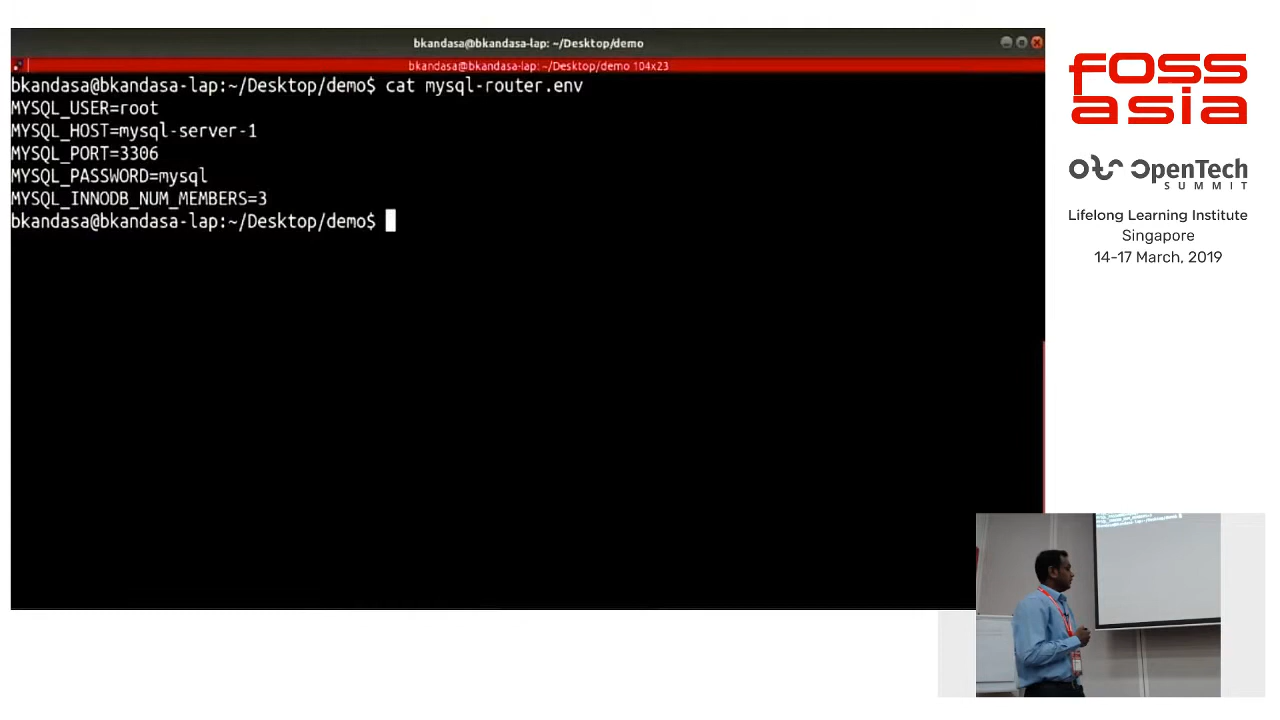 bkandasa@bkandasa-lap: ~/Desktop/demo
bkandasa@bkandasa-lap: ~/Desktop/demo 104x23
bkandasa@bkandasa-lap:~/Desktop/demo$ cat mysql-router.env
MYSQL_USER=root
MYSQL_HOST=mysql-server-1
MYSQL_PORT=3306
MYSQL_PASSWORD=mysql
MYSQL_INNODB_NUM_MEMBERS=3
bkandasa@bkandasa-lap:~/Desktop/demo$
FOSS
asia
OpenTech
SUMMIT
Lifelong Learning Institute
Singapore
14-17 March, 2019